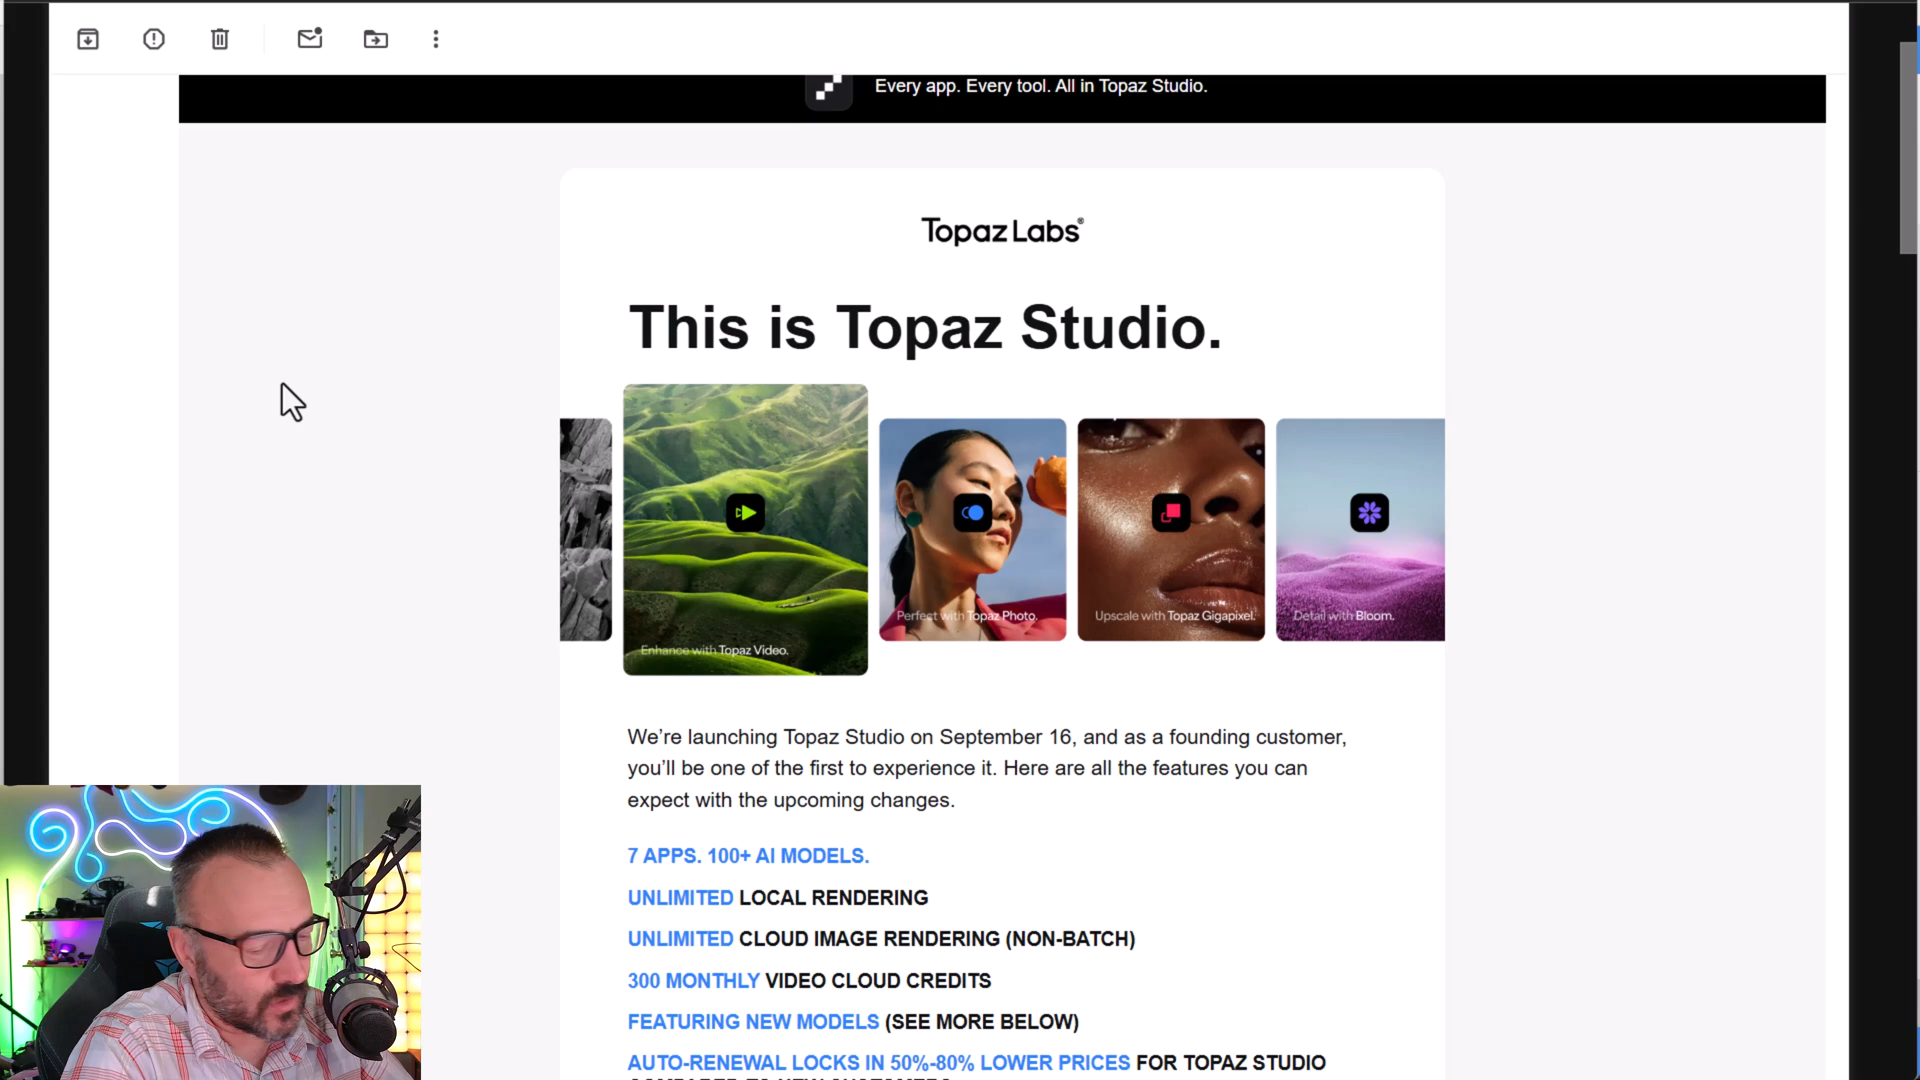 Every app. Every tool. All in Topaz Studio.
Topaz Labs®
This is Topaz Studio.
Enhance with Topaz Video.
Perfect with Topaz Photo.
Upscale with Topaz Gigapixel.
Detail with Bloom.
We’re launching Topaz Studio on September 16, and as a founding customer,
you’ll be one of the first to experience it. Here are all the features you can
expect with the upcoming changes.
7 APPS. 100+ AI MODELS.
UNLIMITED LOCAL RENDERING
UNLIMITED CLOUD IMAGE RENDERING (NON-BATCH)
300 MONTHLY VIDEO CLOUD CREDITS
FEATURING NEW MODELS (SEE MORE BELOW)
AUTO-RENEWAL LOCKS IN 50%-80% LOWER PRICES FOR TOPAZ STUDIO